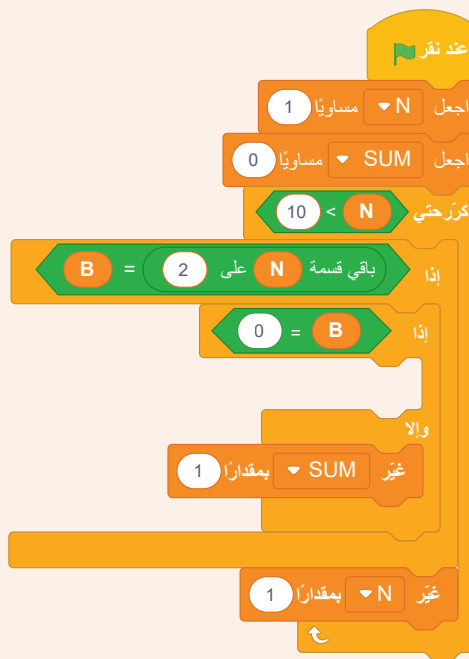 عند نقر
اجعل N مساويًا 1
اجعل SUM مساويًا 0
كرّر حتي N > 10
إذا باقي قسمة N على 2 = B
إذا B = 0
وإلا
غيّر SUM بمقدارًا 1
غيّر N بمقدارًا 1